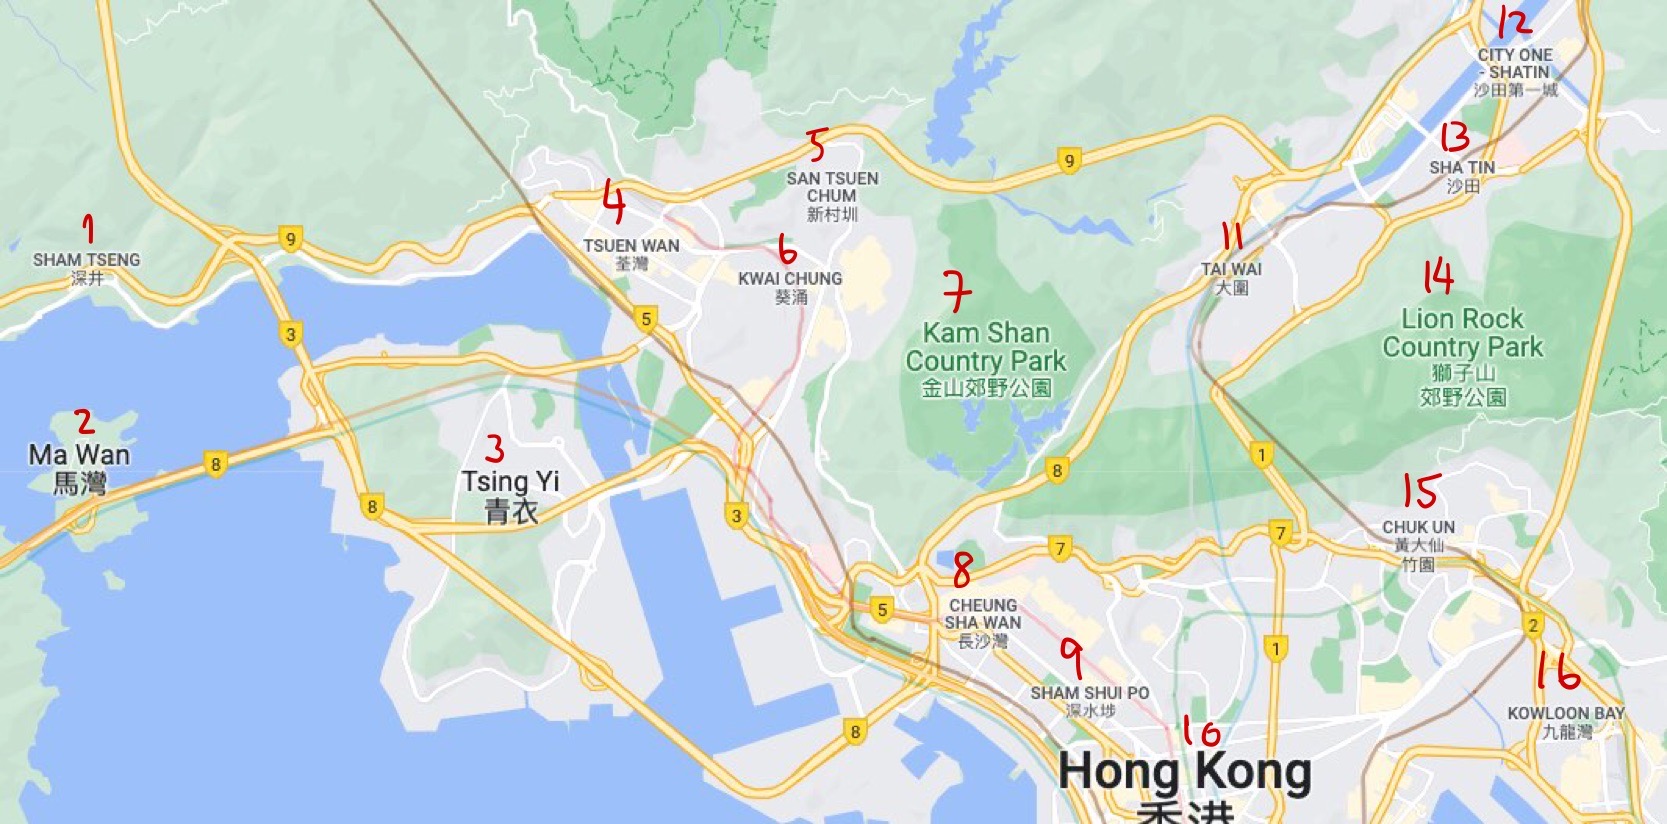 12
CITY ONE
- SHATIN
沙田第一城
9
5
SAN TSUEN
CHUM
新村圳
13
SHA TIN
沙田
4
TSUEN WAN
荃灣
1
SHAM TSENG
深井
9
6
KWAI CHUNG
葵涌
11
TAI WAI
大圍
7
Kam Shan
Country Park
金山郊野公園
14
Lion Rock
Country Park
獅子山
郊野公園
3
5
2
Ma Wan
馬灣
8
3
Tsing Yi
青衣
8
3
8
1
15
CHUK UN
黃大仙
竹園
7
7
8
CHEUNG
SHA WAN
長沙灣
5
9
SHAM SHUI PO
深水埗
1
2
16
KOWLOON BAY
九龍灣
8
10
Hong Kong
香港